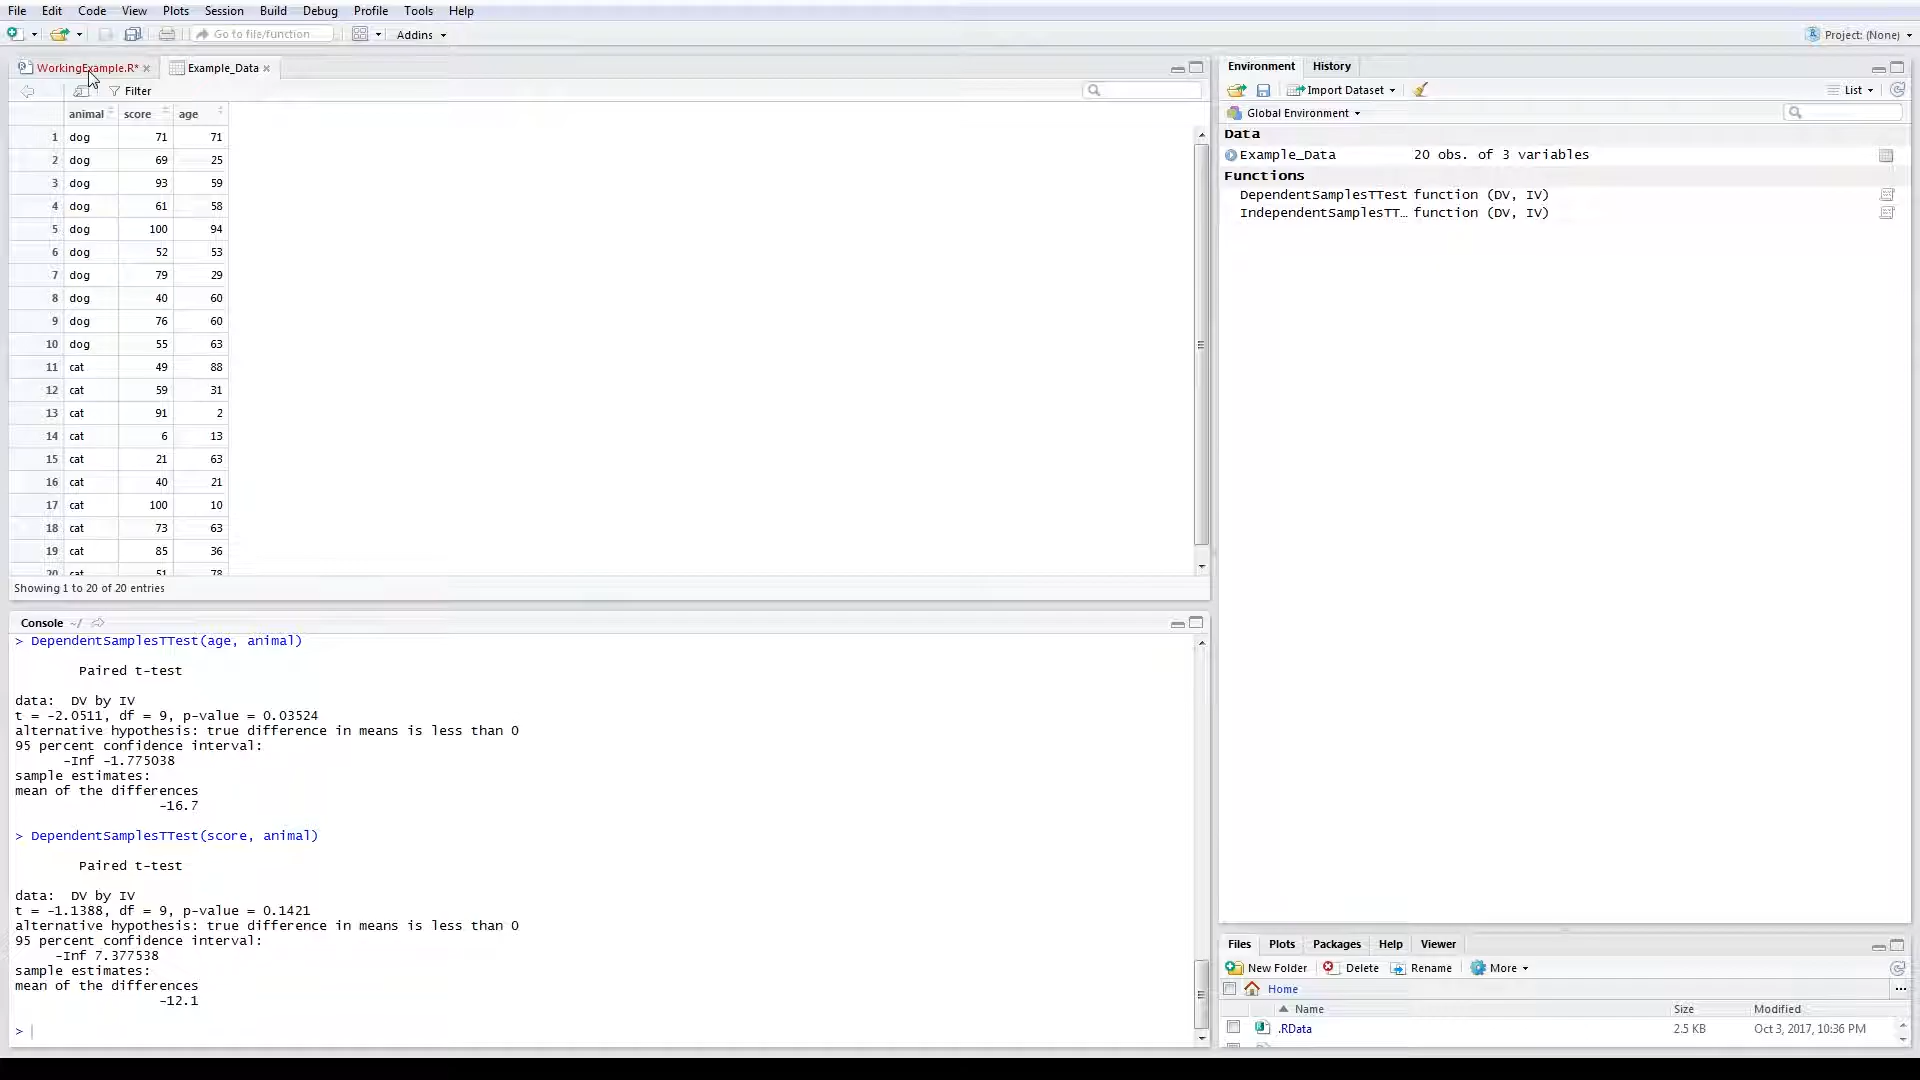 File Edit Code View Plots Session Build Debug Profile Tools Help
Go to file/function Addins Project: (None)
WorkingExample.R* Example_Data
Filter
animal score age
1 dog 71 71
2 dog 69 25
3 dog 93 59
4 dog 61 58
5 dog 100 94
6 dog 52 53
7 dog 79 29
8 dog 40 60
9 dog 76 60
10 dog 55 63
11 cat 49 88
12 cat 59 31
13 cat 91 2
14 cat 6 13
15 cat 21 63
16 cat 40 21
17 cat 100 10
18 cat 73 63
19 cat 85 36
20 cat 51 78
Showing 1 to 20 of 20 entries
Console ~/
> DependentSamplesTTest(age, animal)
Paired t-test
data: DV by IV
t = -2.0511, df = 9, p-value = 0.03524
alternative hypothesis: true difference in means is less than 0
95 percent confidence interval:
-Inf -1.775038
sample estimates:
mean of the differences
-16.7
> DependentSamplesTTest(score, animal)
Paired t-test
data: DV by IV
t = -1.1388, df = 9, p-value = 0.1421
alternative hypothesis: true difference in means is less than 0
95 percent confidence interval:
-Inf 7.377538
sample estimates:
mean of the differences
-12.1
>
Environment History
Import Dataset List
Global Environment
Data
Example_Data 20 obs. of 3 variables
Functions
DependentSamplesTTest function (DV, IV)
IndependentSamplesTT… function (DV, IV)
Files Plots Packages Help Viewer
New Folder Delete Rename More
Home ...
Name Size Modified
.RData 2.5 KB Oct 3, 2017, 10:36 PM